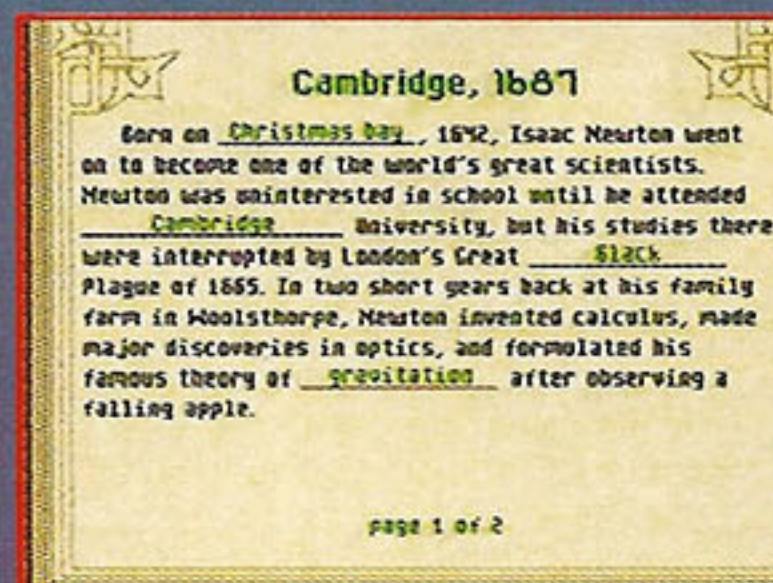 Cambridge, 1687
Born on Christmas Day, 1642, Isaac Newton went
on to become one of the world's great scientists.
Newton was uninterested in school until he attended
Cambridge University, but his studies there
were interrupted by London's Great Black
Plague of 1665. In two short years back at his family
farm in Woolsthorpe, Newton invented calculus, made
major discoveries in optics, and formulated his
famous theory of gravitation after observing a
falling apple.
page 1 of 2